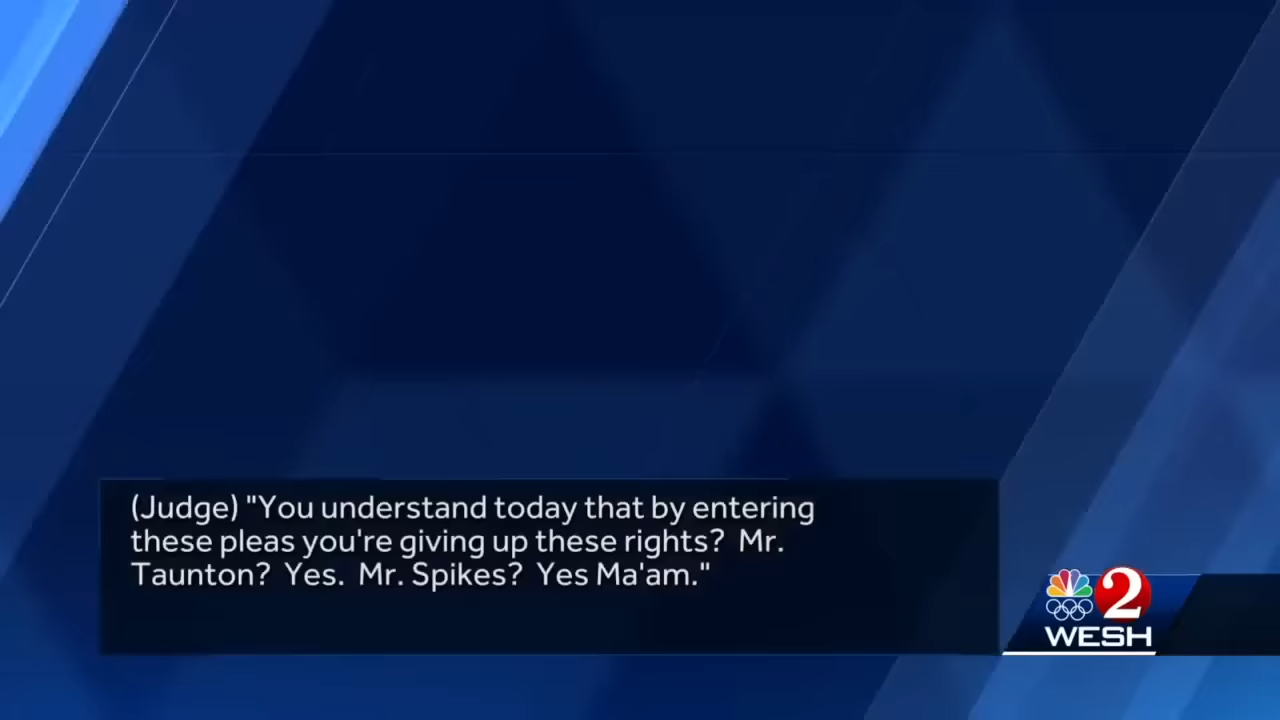 (Judge) "You understand today that by entering
these pleas you're giving up these rights?  Mr.
Taunton?  Yes.  Mr. Spikes?  Yes Ma'am."
2
WESH